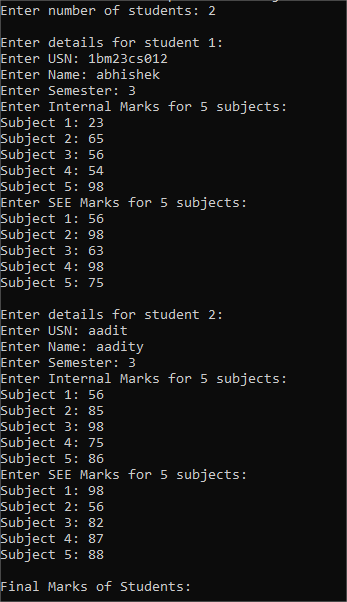 Enter number of students: 2
Enter details for student 1:
Enter USN: 1bm23cs012
Enter Name: abhishek
Enter Semester: 3
Enter Internal Marks for 5 subjects:
Subject 1: 23
Subject 2: 65
Subject 3: 56
Subject 4: 54
Subject 5: 98
Enter SEE Marks for 5 subjects:
Subject 1: 56
Subject 2: 98
Subject 3: 63
Subject 4: 98
Subject 5: 75
Enter details for student 2:
Enter USN: aadit
Enter Name: aadity
Enter Semester: 3
Enter Internal Marks for 5 subjects:
Subject 1: 56
Subject 2: 85
Subject 3: 98
Subject 4: 75
Subject 5: 86
Enter SEE Marks for 5 subjects:
Subject 1: 98
Subject 2: 56
Subject 3: 82
Subject 4: 87
Subject 5: 88
Final Marks of Students: